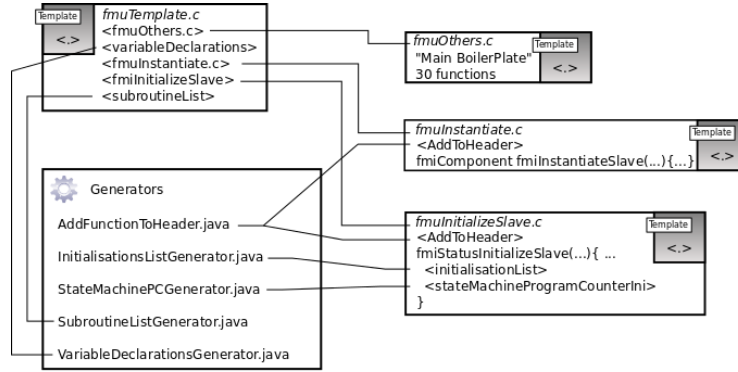 Template
<.>
fmuTemplate.c
<fmuOthers.c>
<variableDeclarations>
<fmuInstantiate.c>
<fmiInitializeSlave>
<subroutineList>
fmuOthers.c
"Main BoilerPlate"
30 functions
Template
<.>
fmuInstantiate.c
<AddToHeader>
fmiComponent fmiInstantiateSlave(...){...}
Template
<.>
Generators
AddFunctionToHeader.java
InitialisationsListGenerator.java
StateMachinePCGenerator.java
SubroutineListGenerator.java
VariableDeclarationsGenerator.java
fmuInitializeSlave.c
<AddToHeader>
fmiStatusInitializeSlave(...){ ...
<initialisationList>
<stateMachineProgramCounterIni>
}
Template
<.>